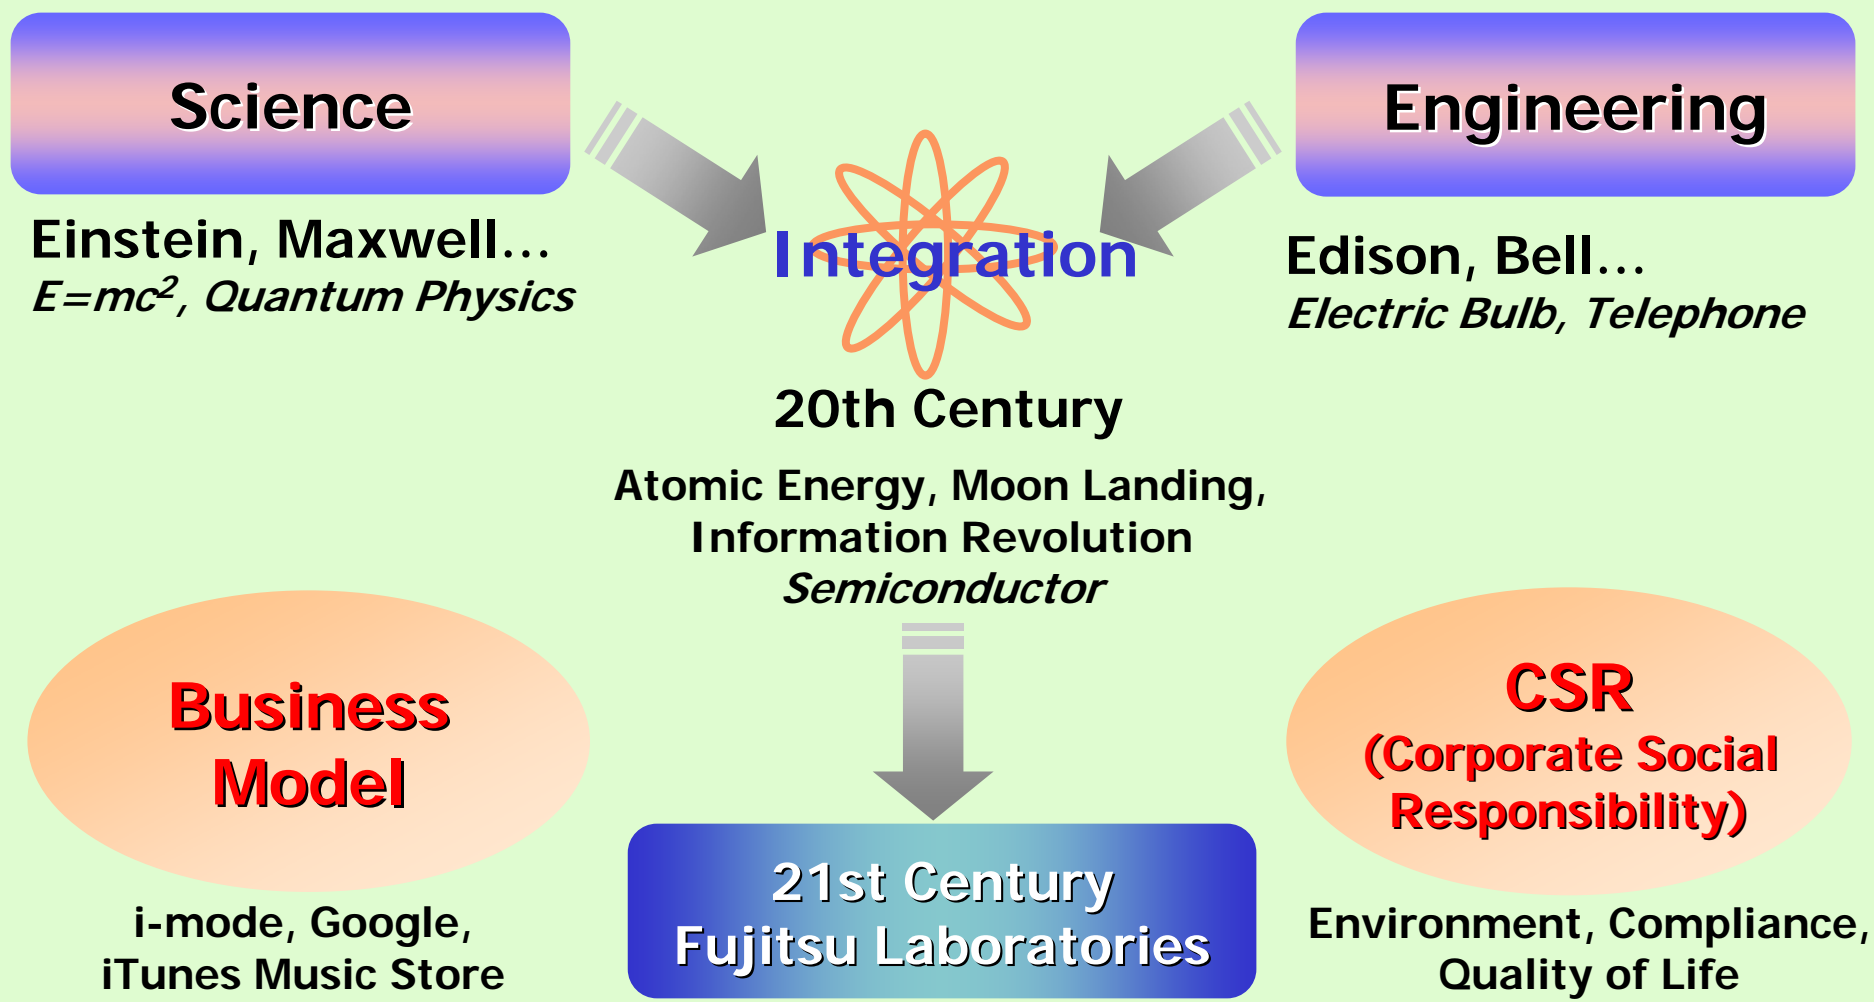 Science
Einstein, Maxwell...
E=mc², Quantum Physics
Engineering
Edison, Bell...
Electric Bulb, Telephone
Integration
20th Century
Atomic Energy, Moon Landing,
Information Revolution
Semiconductor
Business
Model
i-mode, Google,
iTunes Music Store
21st Century
Fujitsu Laboratories
CSR
(Corporate Social
Responsibility)
Environment, Compliance,
Quality of Life